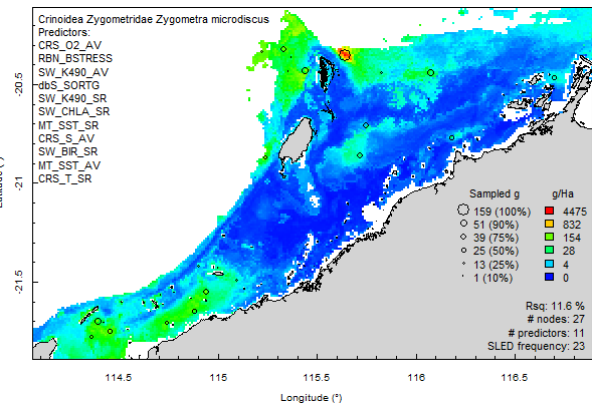 Crinoidea Zygometridae Zygometra microdiscus
Predictors:
CRS_O2_AV
RBN_BSTRESS
SW_K490_AV
dbS_SORTG
SW_K490_SR
SW_CHLA_SR
MT_SST_SR
CRS_S_AV
SW_BIR_SR
MT_SST_AV
CRS_T_SR
-20.5
-21
-21.5
Latitude (°)
Sampled g g/Ha
159 (100%) 4475
51 (90%) 832
39 (75%) 154
25 (50%) 28
13 (25%) 4
1 (10%) 0
Rsq: 11.6 %
# nodes: 27
# predictors: 11
SLED frequency: 23
114.5 115 115.5 116 116.5
Longitude (°)